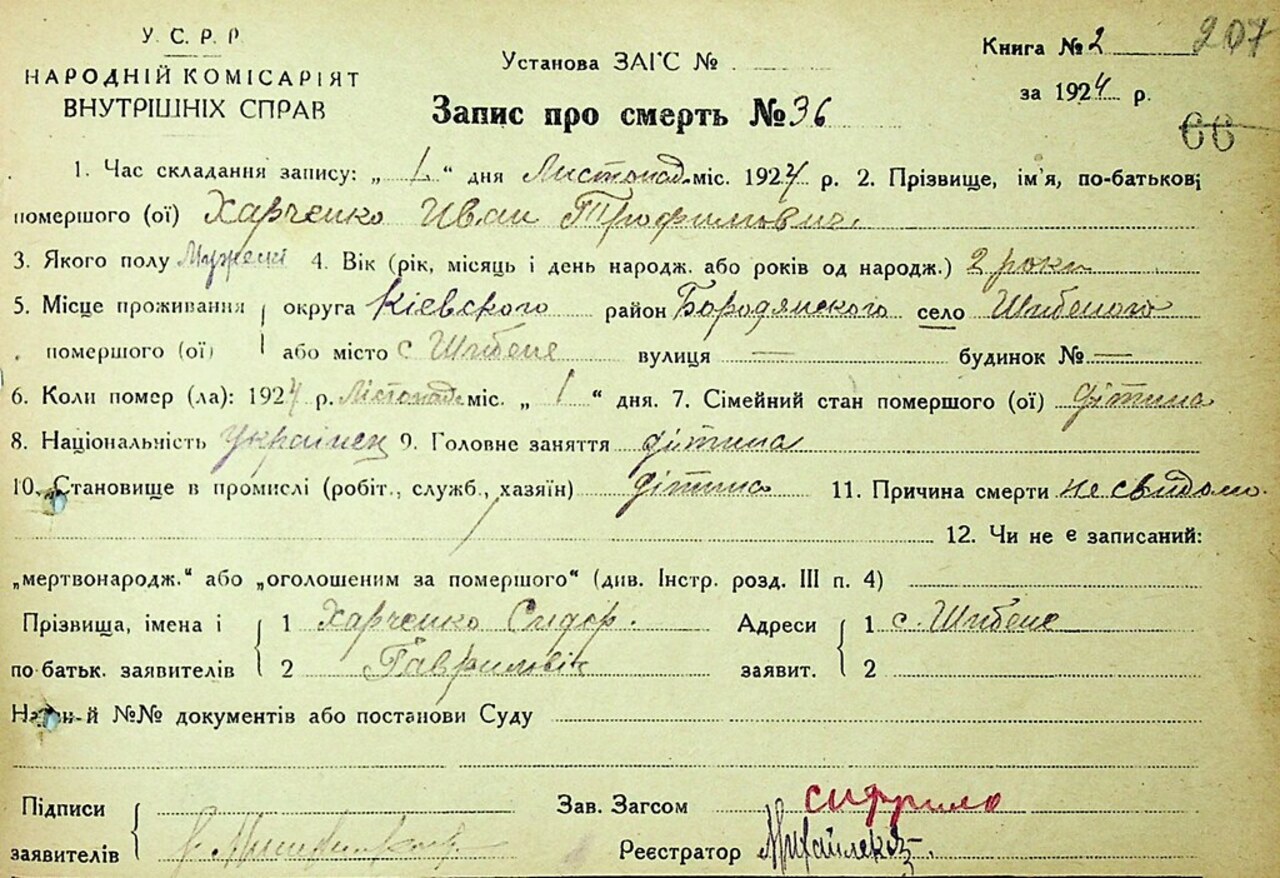 У. С. Р. Р
НАРОДНІЙ КОМІСАРІЯТ
ВНУТРІШНІХ СПРАВ
Установа ЗАГС №
Книга № 2 207
за 1924 р.
Запис про смерть № 36
66
1. Час складання запису: „ 1 “ дня Листопад міс. 1924 р. 2. Прізвище, ім'я, по-батькові
помершого (ої) Харченко Иван Трофимович.
3. Якого полу 4. Вік (рік, місяць і день народж. або років од народж.) 2 роки
5. Місце проживання округа Кіевского район Бородянского село Шибеного
помершого (ої) або місто с Шибене вулиця — будинок № —
6. Коли помер (ла): 1924 р. Лістопад міс. „ 1 “ дня. 7. Сімейний стан помершого (ої) дітина
8. Національність Українец 9. Головне заняття дітина
10. Становище в промислі (робіт., служб., хазяїн) дітина 11. Причина смерти не свидомо.
12. Чи не є записаний:
„мертвонародж.“ або „оголошеним за помершого“ (див. Інстр. розд. III п. 4)
Прізвища, імена і 1 Харченко Сидор. Адреси 1 с. Шибене
по батьк. заявителів 2 заявит. 2
й №№ документів або постанови Суду
Підписи Зав. Загсом
заявителів Реєстратор